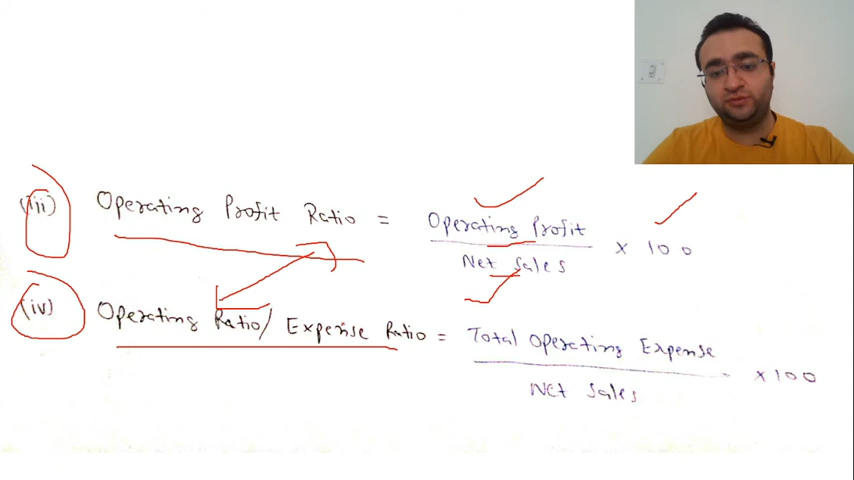 (iii) Operating Profit Ratio = Operating Profit
Net Sales
× 100
(iv) Operating Ratio/ Expense Ratio = Total Operating Expense
Net Sales
×100